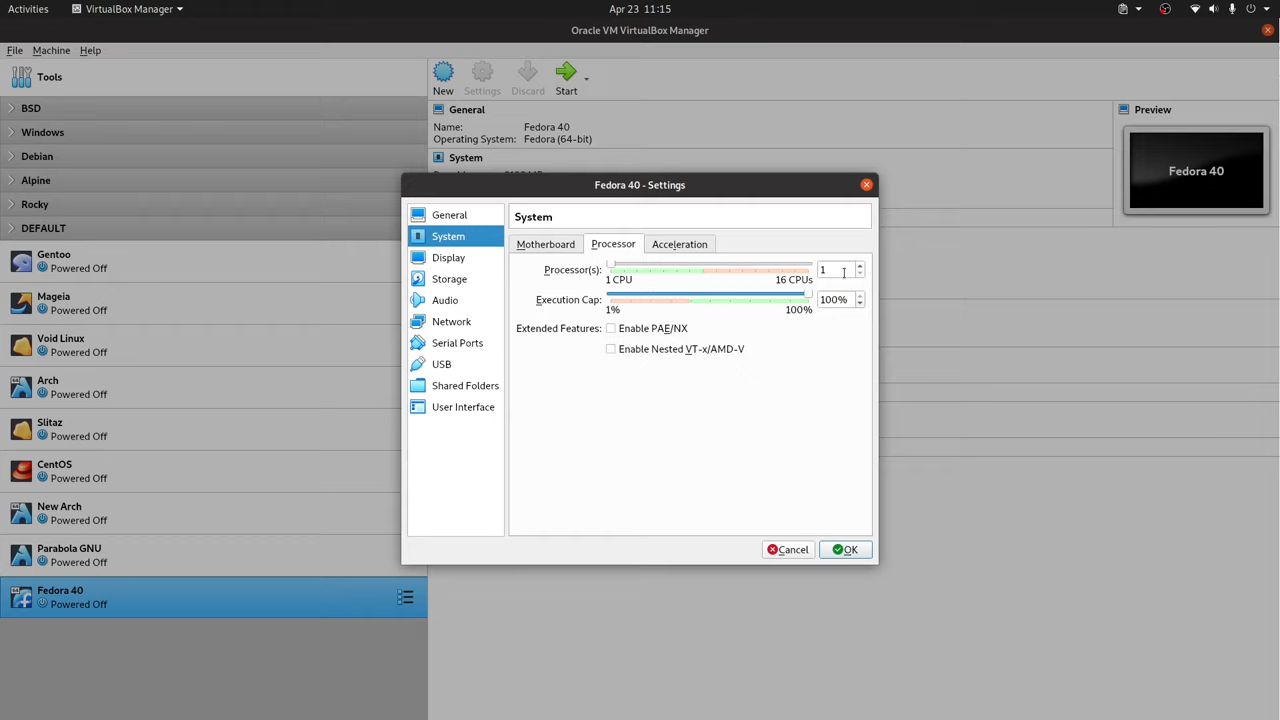 Activities
VirtualBox Manager
Apr 23 11:15
Oracle VM VirtualBox Manager
File Machine Help
Tools
New
Settings
Discard
Start
BSD
Windows
Debian
Alpine
Rocky
DEFAULT
Gentoo
Powered Off
Mageia
Powered Off
Void Linux
Powered Off
Arch
Powered Off
Slitaz
Powered Off
CentOS
Powered Off
New Arch
Powered Off
Parabola GNU
Powered Off
Fedora 40
Powered Off
General
Name: Fedora 40
Operating System: Fedora (64-bit)
System
Preview
Fedora 40
Fedora 40 - Settings
General
System
Display
Storage
Audio
Network
Serial Ports
USB
Shared Folders
User Interface
System
Motherboard Processor Acceleration
Processor(s): 1
1 CPU 16 CPUs
Execution Cap: 100%
1% 100%
Extended Features: Enable PAE/NX
Enable Nested VT-x/AMD-V
Cancel OK